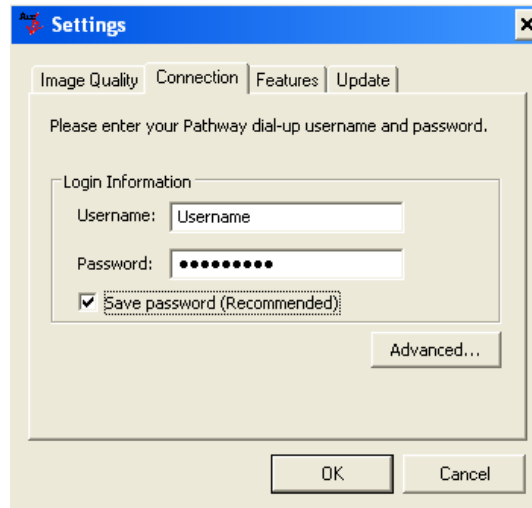 Settings
Image Quality Connection Features Update
Please enter your Pathway dial-up username and password.
Login Information
Username: Username
Password: ●●●●●●●●●
Save password (Recommended)
Advanced...
OK Cancel